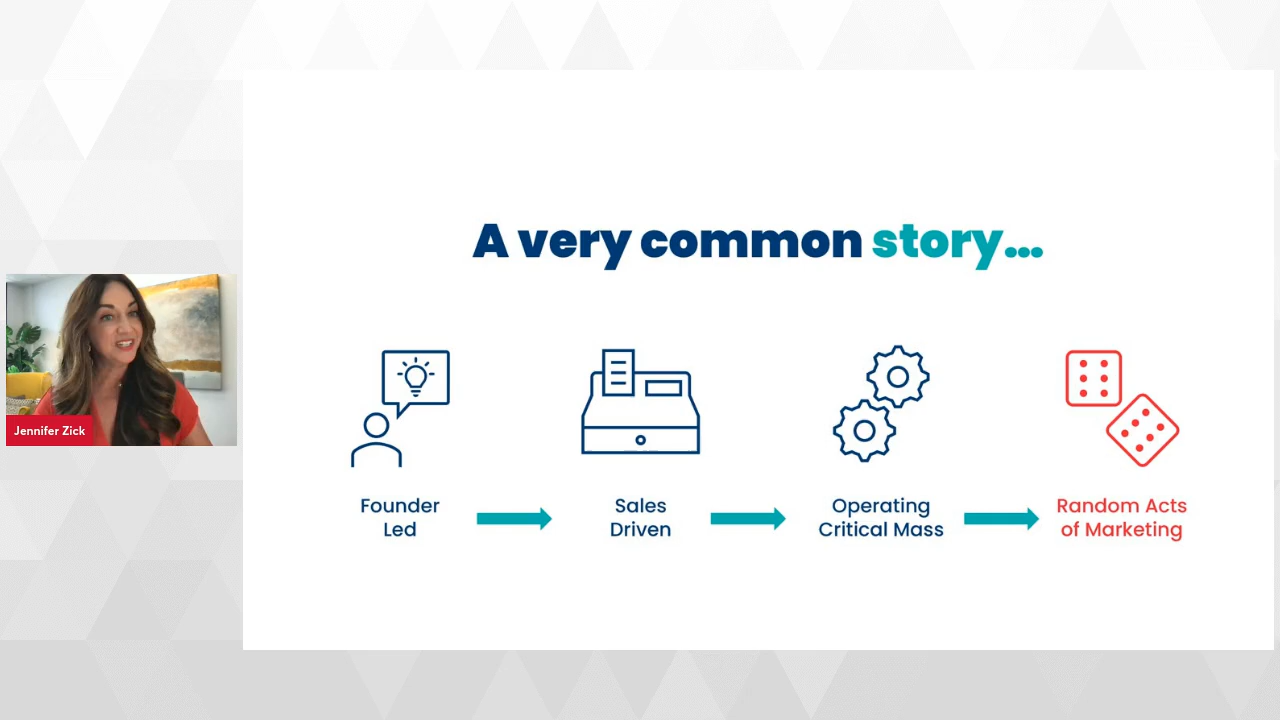 A very common story...
Jennifer Zick
Founder
Led
Sales
Driven
Operating
Critical Mass
Random Acts
of Marketing